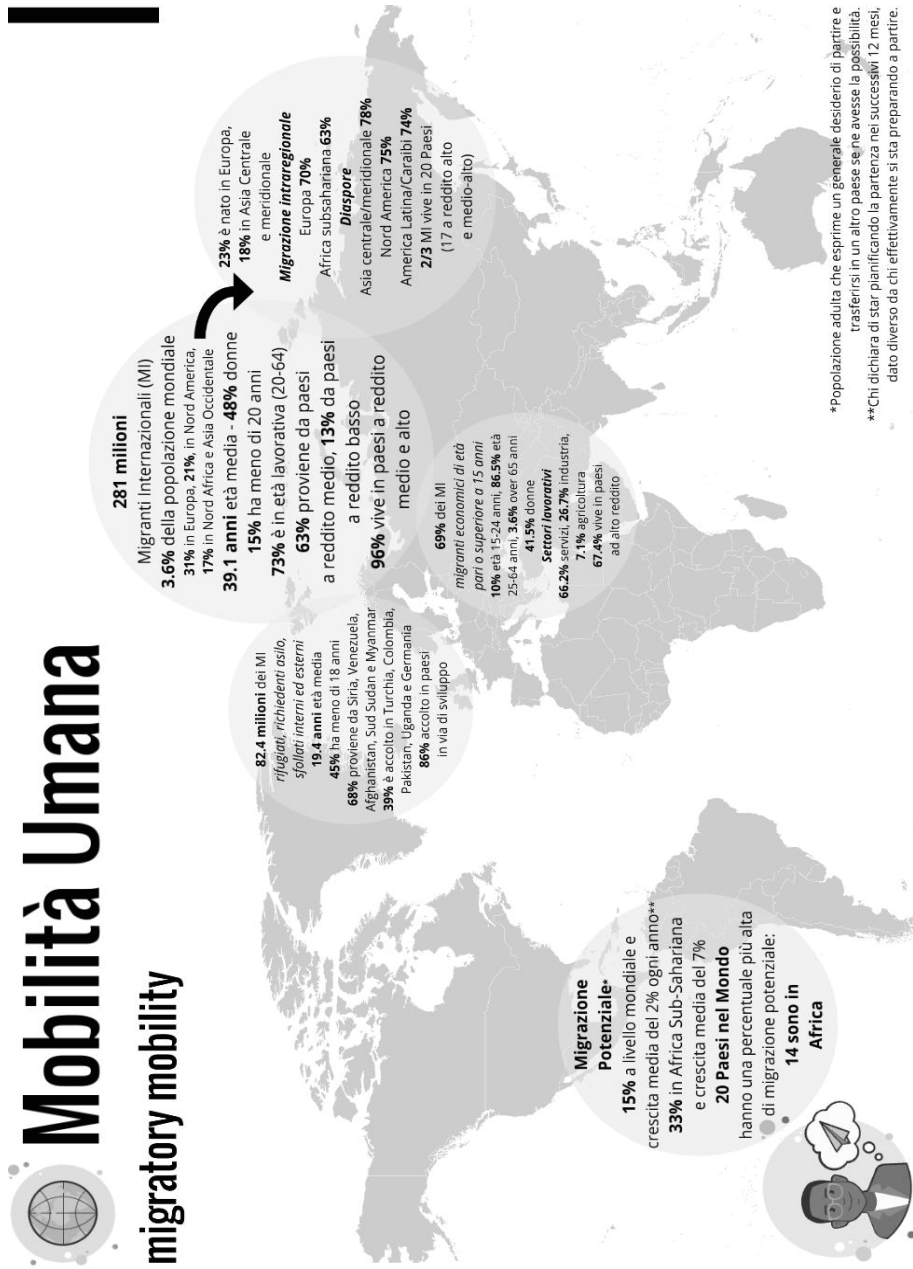 Mobilità Umana
migratory mobility
281 milioni
Migranti Internazionali (MI)
3.6% della popolazione mondiale
31% in Europa, 21%, in Nord America,
17% in Nord Africa e Asia Occidentale
39.1 anni età media - 48% donne
15% ha meno di 20 anni
73% è in età lavorativa (20-64)
63% proviene da paesi
a reddito medio, 13% da paesi
a reddito basso
96% vive in paesi a reddito
medio e alto
23% è nato in Europa,
18% in Asia Centrale
e meridionale
Migrazione intraregionale
Europa 70%
Africa subsahariana 63%
Diaspore
Asia centrale/meridionale 78%
Nord America 75%
America Latina/Caraibi 74%
2/3 MI vive in 20 Paesi
(17 a reddito alto
e medio-alto)
82.4 milioni dei MI
rifugiati, richiedenti asilo,
sfollati interni ed esterni
19.4 anni età media
45% ha meno di 18 anni
68% proviene da Siria, Venezuela,
Afghanistan, Sud Sudan e Myanmar
39% è accolto in Turchia, Colombia,
Pakistan, Uganda e Germania
86% accolto in paesi
in via di sviluppo
69% dei MI
migranti economici di età
pari o superiore a 15 anni
10% età 15-24 anni, 86.5% età
25-64 anni, 3.6% over 65 anni
41.5% donne
Settori lavorativi
66.2% servizi, 26.7% industria,
7.1% agricoltura
67.4% vive in paesi
ad alto reddito
Migrazione
Potenziale*
15% a livello mondiale e
crescita media del 2% ogni anno**
33% in Africa Sub-Sahariana
e crescita media del 7%
20 Paesi nel Mondo
hanno una percentuale più alta
di migrazione potenziale:
14 sono in
Africa
*Popolazione adulta che esprime un generale desiderio di partire e
trasferirsi in un altro paese se ne avesse la possibilità.
**Chi dichiara di star pianificando la partenza nei successivi 12 mesi,
dato diverso da chi effettivamente si sta preparando a partire.